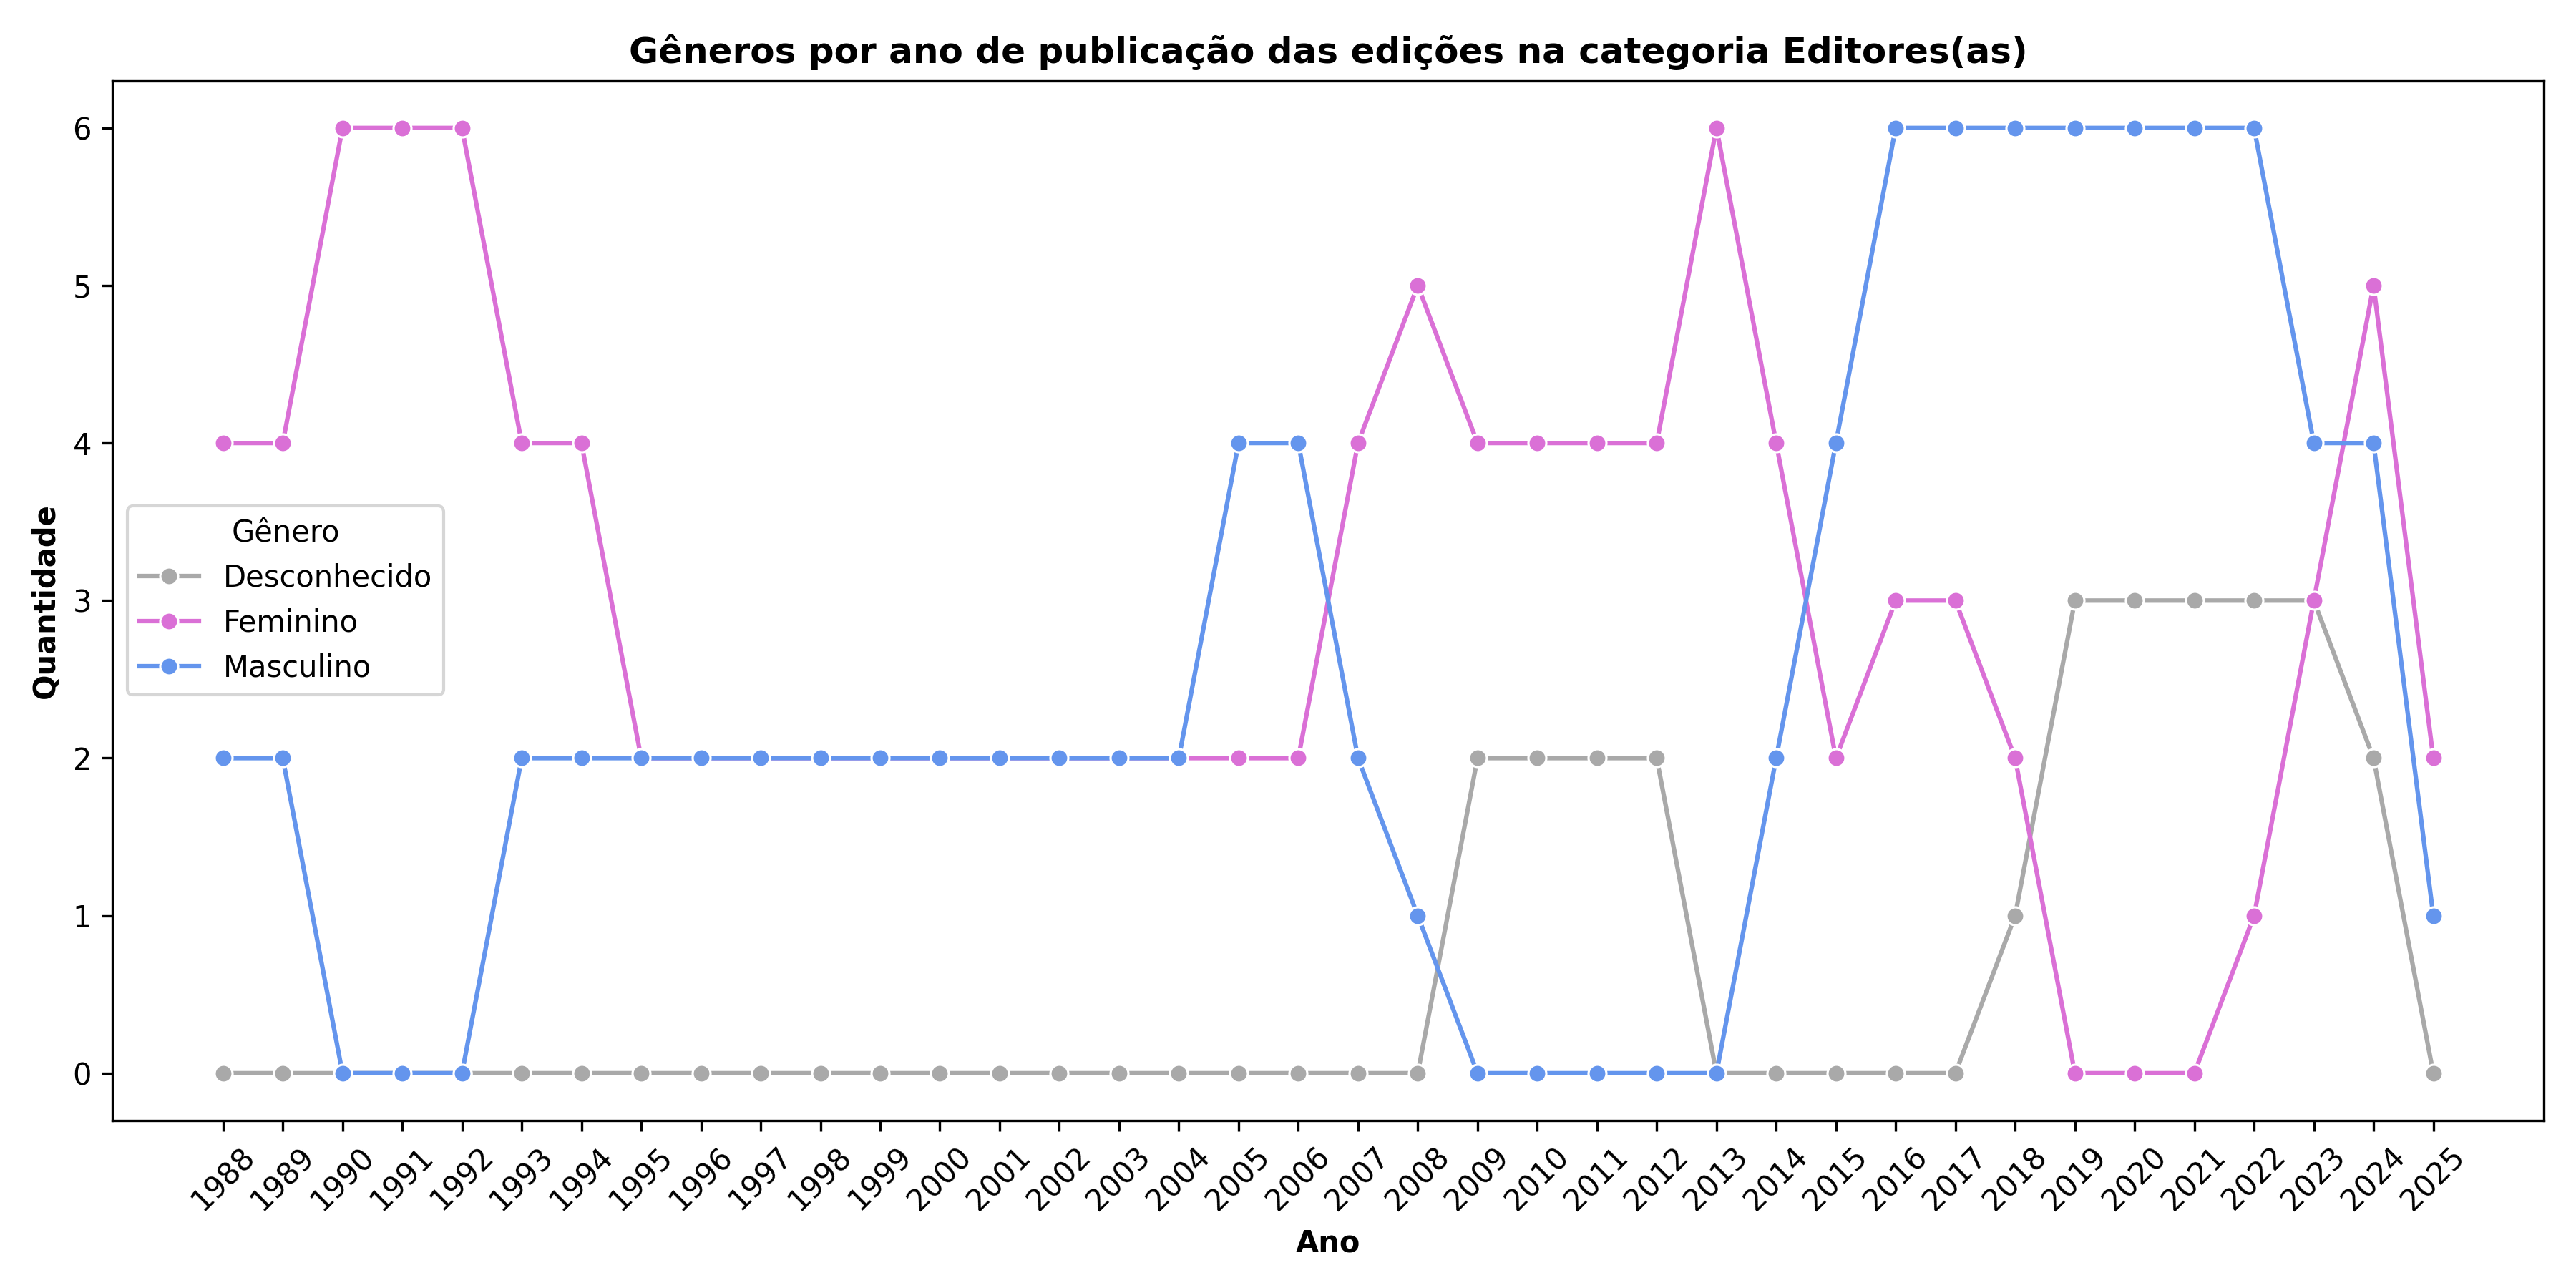 Gêneros por ano de publicação das edições na categoria Editores(as)
Quantidade
6
5
4
3
2
1
0
Gênero
Desconhecido
Feminino
Masculino
1988 1989 1990 1991 1992 1993 1994 1995 1996 1997 1998 1999 2000 2001 2002 2003 2004 2005 2006 2007 2008 2009 2010 2011 2012 2013 2014 2015 2016 2017 2018 2019 2020 2021 2022 2023 2024 2025
Ano